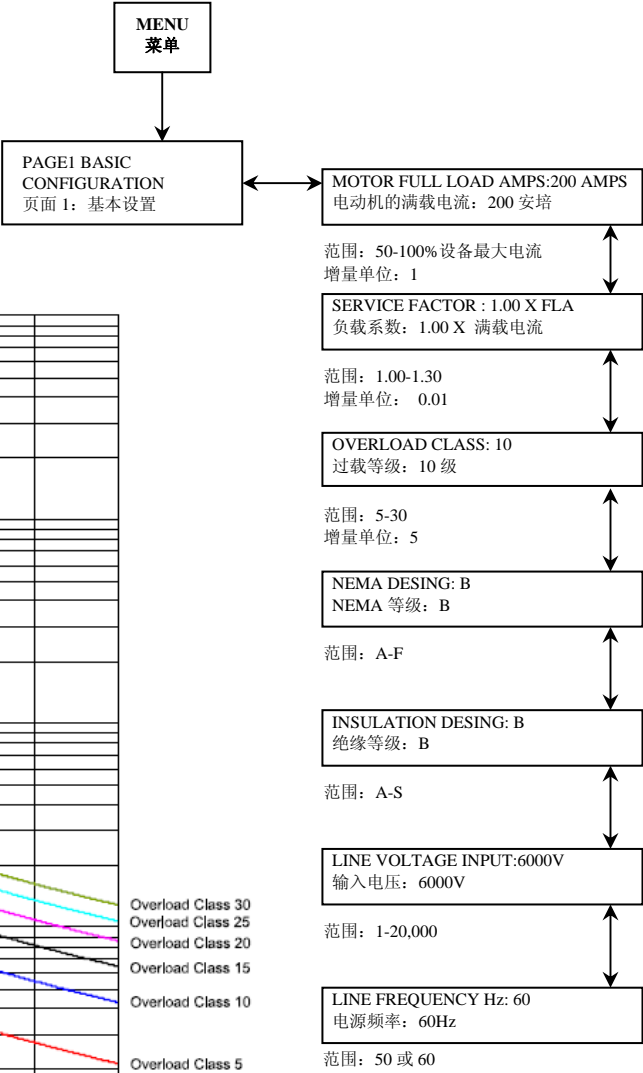 MENU
菜单
PAGE1 BASIC
CONFIGURATION
页面 1：基本设置
MOTOR FULL LOAD AMPS:200 AMPS
电动机的满载电流：200 安培
范围：50-100%设备最大电流
增量单位：1
SERVICE FACTOR : 1.00 X FLA
负载系数：1.00 X 满载电流
范围：1.00-1.30
增量单位： 0.01
OVERLOAD CLASS: 10
过载等级：10 级
范围：5-30
增量单位：5
NEMA DESING: B
NEMA 等级：B
范围：A-F
INSULATION DESING: B
绝缘等级：B
范围：A-S
LINE VOLTAGE INPUT:6000V
输入电压：6000V
范围：1-20,000
LINE FREQUENCY Hz: 60
电源频率：60Hz
范围：50 或 60
Overload Class 30
Overload Class 25
Overload Class 20
Overload Class 15
Overload Class 10
Overload Class 5